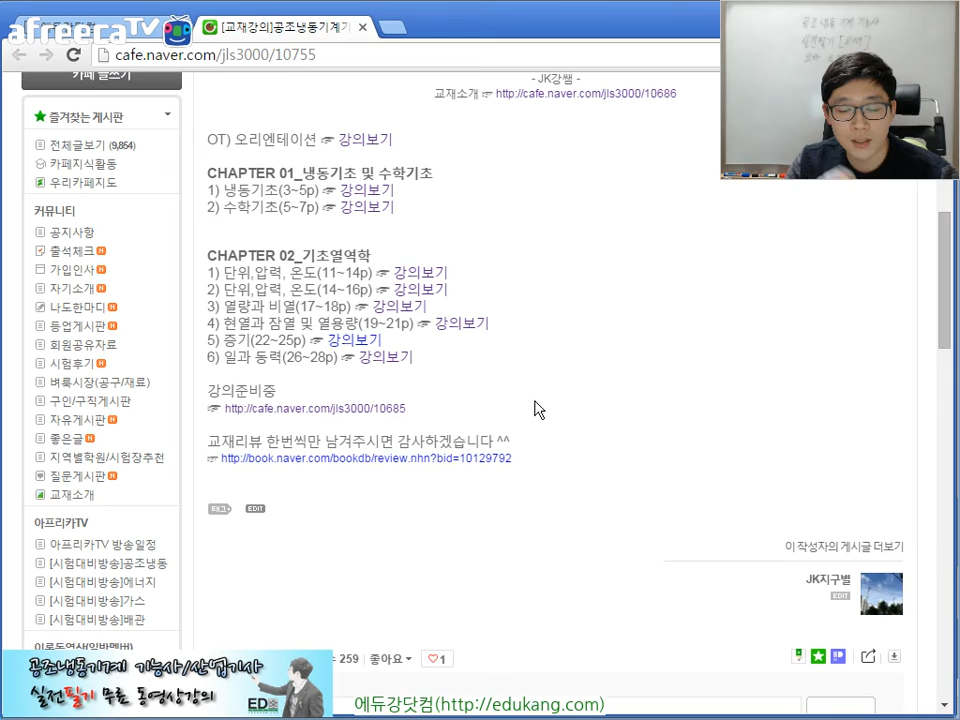 afreecaTV
[교재강의]공조냉동기계기
cafe.naver.com/jls3000/10755
카페 글쓰기
즐겨찾는 게시판
전체글보기 (9,854)
카페지식활동
우리카페지도
커뮤니티
공지사항
출석체크
가입인사
자기소개
나도한마디
등업게시판
회원공유자료
시험후기
벼룩시장(공구/재료)
구인/구직게시판
자유게시판
좋은글
지역별학원/시험장추천
질문게시판
교재소개
아프리카TV
아프리카TV 방송일정
[시험대비방송]공조냉동
[시험대비방송]에너지
[시험대비방송]가스
[시험대비방송]배관
- JK강쌤 -
교재소개 ☞ http://cafe.naver.com/jls3000/10686
OT) 오리엔테이션 ☞ 강의보기
CHAPTER 01_냉동기초 및 수학기초
1) 냉동기초(3~5p) ☞ 강의보기
2) 수학기초(5~7p) ☞ 강의보기
CHAPTER 02_기초열역학
1) 단위,압력, 온도(11~14p) ☞ 강의보기
2) 단위,압력, 온도(14~16p) ☞ 강의보기
3) 열량과 비열(17~18p) ☞ 강의보기
4) 현열과 잠열 및 열용량(19~21p) ☞ 강의보기
5) 증기(22~25p) ☞ 강의보기
6) 일과 동력(26~28p) ☞ 강의보기
강의준비중
☞ http://cafe.naver.com/jls3000/10685
교재리뷰 한번씩만 남겨주시면 감사하겠습니다 ^^
☞ http://book.naver.com/bookdb/review.nhn?bid=10129792
태그 EDIT
이 작성자의 게시글 더보기
JK지구별
EDIT
259 좋아요 1
공조냉동기계 기능사/산업기사
실전필기 무료 동영상강의
에듀강닷컴(http://edukang.com)